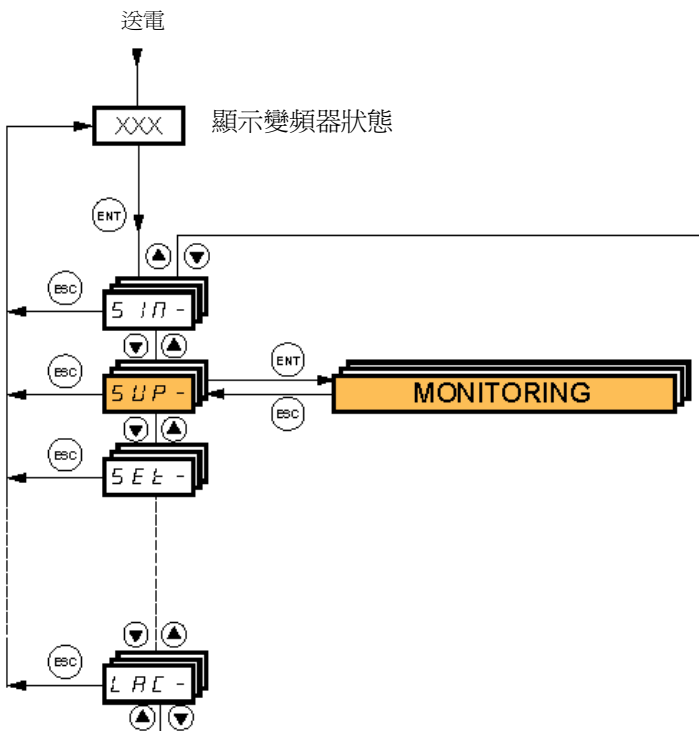 送電
XXX 顯示變頻器狀態
ENT
ESC
SIM-
ESC
SUP-
ENT
MONITORING
ESC
ESC
SEt-
ESC
LAC-